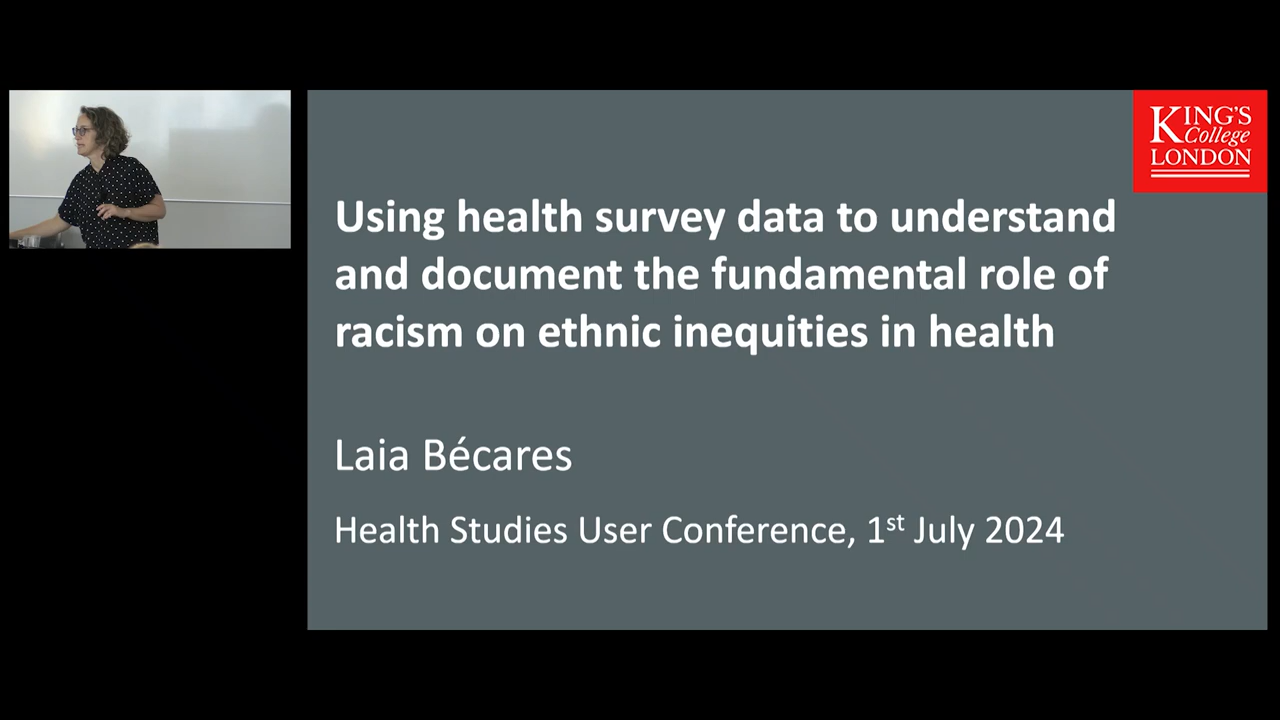 KING'S
College
LONDON
Using health survey data to understand
and document the fundamental role of
racism on ethnic inequities in health
Laia Bécares
Health Studies User Conference, 1st July 2024